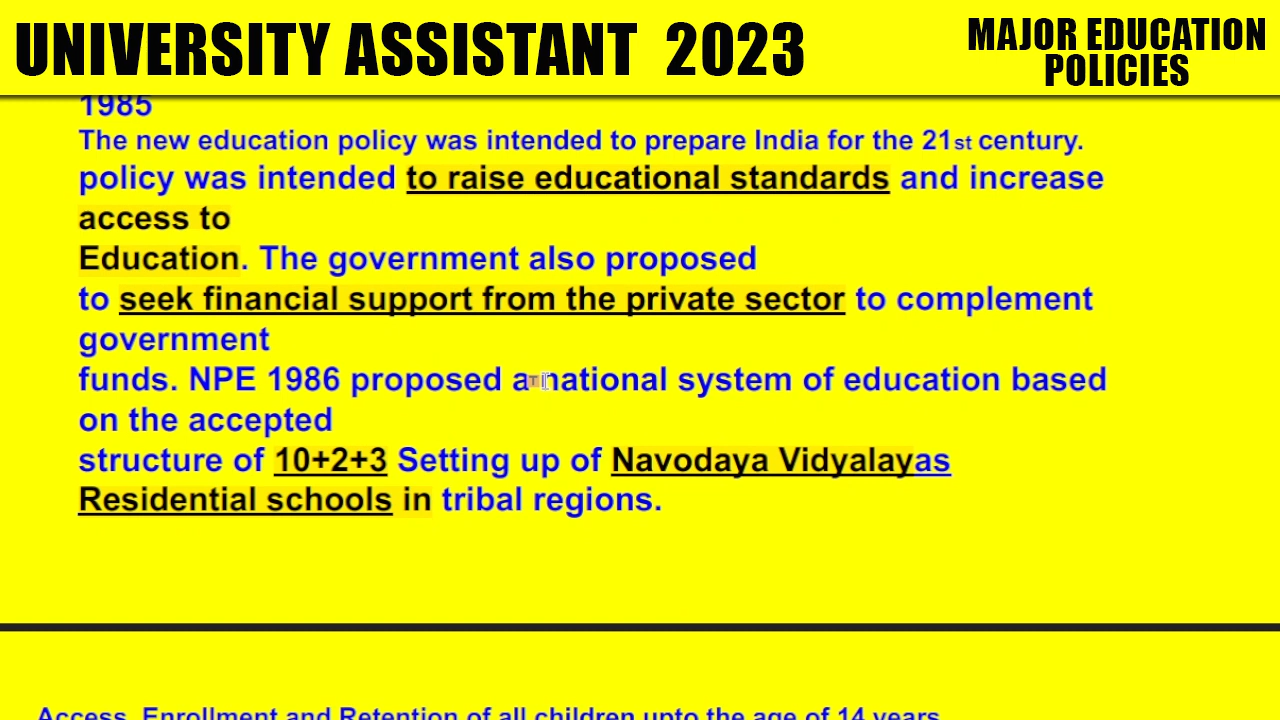 UNIVERSITY ASSISTANT 2023
MAJOR EDUCATION
POLICIES
1985
The new education policy was intended to prepare India for the 21st century.
policy was intended to raise educational standards and increase
access to
Education. The government also proposed
to seek financial support from the private sector to complement
government
funds. NPE 1986 proposed a national system of education based
on the accepted
structure of 10+2+3 Setting up of Navodaya Vidyalayas
Residential schools in tribal regions.
Access, Enrollment and Retention of all children upto the age of 14 years